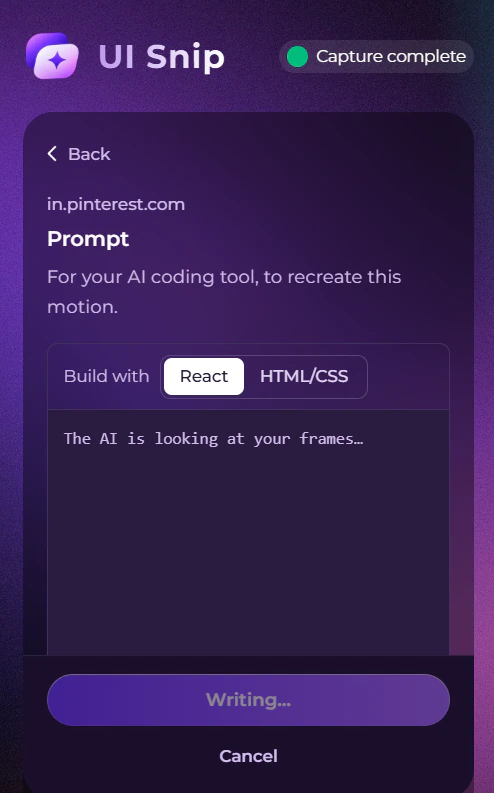 UI Snip
Capture complete
Back
in.pinterest.com
Prompt
For your AI coding tool, to recreate this
motion.
Build with
React
HTML/CSS
The AI is looking at your frames…
Writing...
Cancel